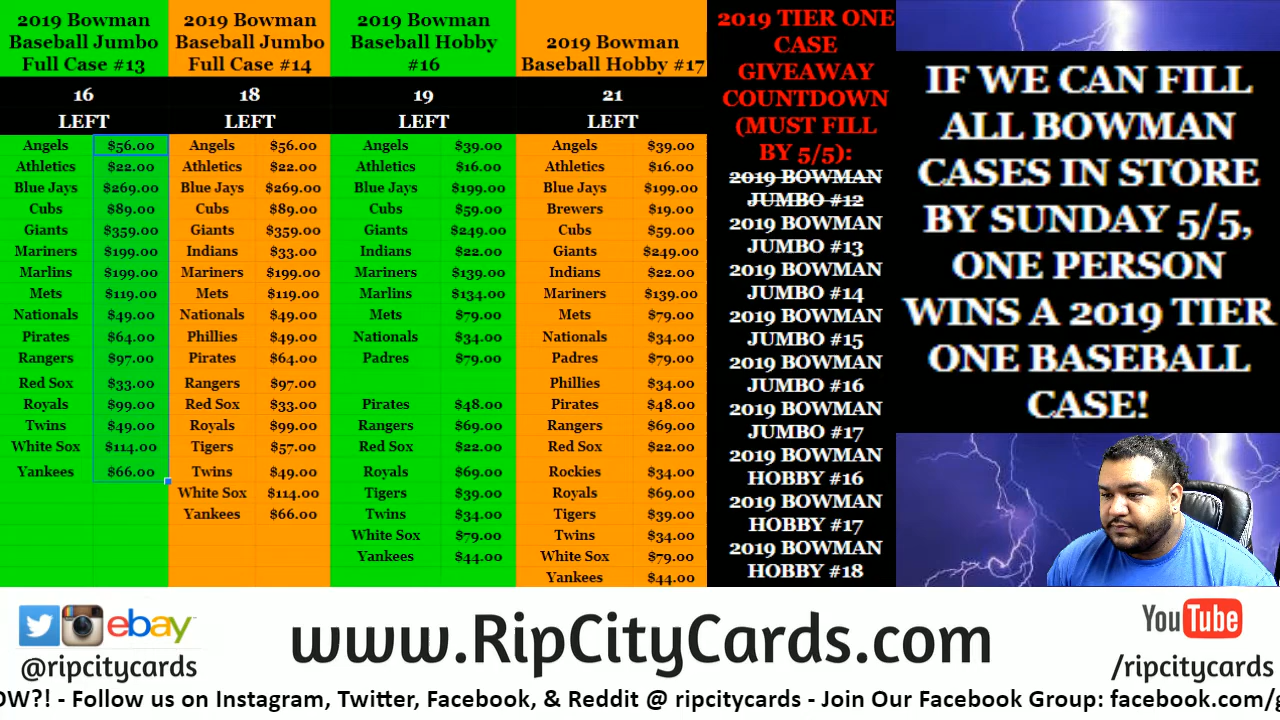 2019 Bowman
Baseball Jumbo
Full Case #13
16
LEFT
Angels $56.00
Athletics $22.00
Blue Jays $269.00
Cubs $89.00
Giants $359.00
Mariners $199.00
Marlins $199.00
Mets $119.00
Nationals $49.00
Pirates $64.00
Rangers $97.00
Red Sox $33.00
Royals $99.00
Twins $49.00
White Sox $114.00
Yankees $66.00
2019 Bowman
Baseball Jumbo
Full Case #14
18
LEFT
Angels $56.00
Athletics $22.00
Blue Jays $269.00
Cubs $89.00
Giants $359.00
Indians $33.00
Mariners $199.00
Mets $119.00
Nationals $49.00
Phillies $49.00
Pirates $64.00
Rangers $97.00
Red Sox $33.00
Royals $99.00
Tigers $57.00
Twins $49.00
White Sox $114.00
Yankees $66.00
2019 Bowman
Baseball Hobby
#16
19
LEFT
Angels $39.00
Athletics $16.00
Blue Jays $199.00
Cubs $59.00
Giants $249.00
Indians $22.00
Mariners $139.00
Marlins $134.00
Mets $79.00
Nationals $34.00
Padres $79.00
Pirates $48.00
Rangers $69.00
Red Sox $22.00
Royals $69.00
Tigers $39.00
Twins $34.00
White Sox $79.00
Yankees $44.00
2019 Bowman
Baseball Hobby #17
21
LEFT
Angels $39.00
Athletics $16.00
Blue Jays $199.00
Brewers $19.00
Cubs $59.00
Giants $249.00
Indians $22.00
Mariners $139.00
Mets $79.00
Nationals $34.00
Padres $79.00
Phillies $34.00
Pirates $48.00
Rangers $69.00
Red Sox $22.00
Rockies $34.00
Royals $69.00
Tigers $39.00
Twins $34.00
White Sox $79.00
Yankees $44.00
2019 TIER ONE
CASE
GIVEAWAY
COUNTDOWN
(MUST FILL
BY 5/5):
2019 BOWMAN
JUMBO #12
2019 BOWMAN
JUMBO #13
2019 BOWMAN
JUMBO #14
2019 BOWMAN
JUMBO #15
2019 BOWMAN
JUMBO #16
2019 BOWMAN
JUMBO #17
2019 BOWMAN
HOBBY #16
2019 BOWMAN
HOBBY #17
2019 BOWMAN
HOBBY #18
IF WE CAN FILL
ALL BOWMAN
CASES IN STORE
BY SUNDAY 5/5,
ONE PERSON
WINS A 2019 TIER
ONE BASEBALL
CASE!
ebay
@ripcitycards
www.RipCityCards.com
YouTube
/ripcitycards
OW?! - Follow us on Instagram, Twitter, Facebook, & Reddit @ ripcitycards - Join Our Facebook Group: facebook.com/g